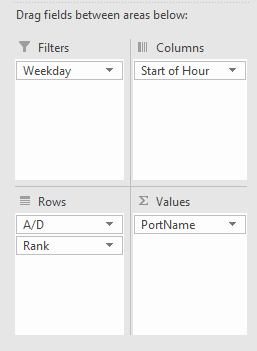 Drag fields between areas below:
Filters
Columns
Weekday
Start of Hour
Rows
Values
A/D
PortName
Rank